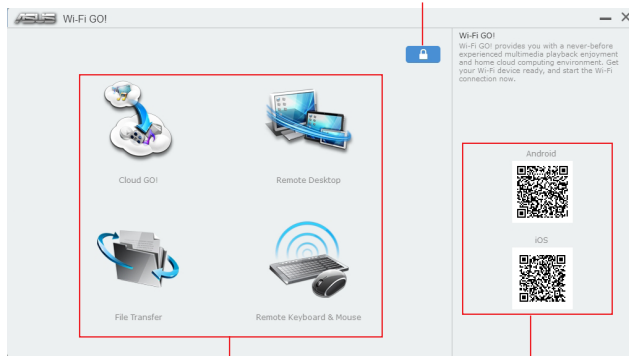 ASUS Wi-Fi GO!
Wi-Fi GO!
Wi-Fi GO! provides you with a never-before
experienced multimedia playback enjoyment
and home cloud computing environment. Get
your Wi-Fi device ready, and start the Wi-Fi
connection now.
Cloud GO!
Remote Desktop
File Transfer
Remote Keyboard & Mouse
Android
iOS